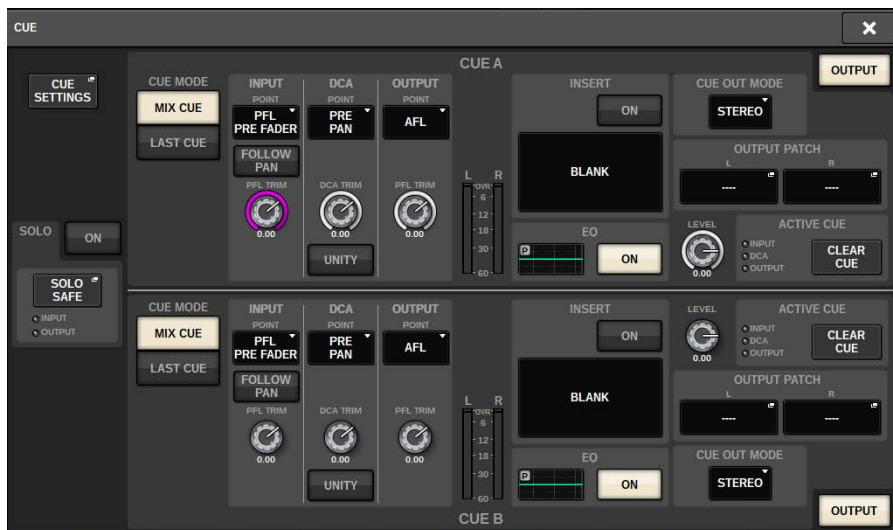 CUE
CUE SETTINGS
SOLO
ON
SOLO SAFE
INPUT
OUTPUT
CUE A
CUE MODE
MIX CUE
LAST CUE
INPUT
POINT
PFL PRE FADER
FOLLOW PAN
PFL TRIM
0.00
DCA
POINT
PRE PAN
DCA TRIM
0.00
UNITY
OUTPUT
POINT
AFL
PFL TRIM
0.00
L R
OVR
6
12
18
30
60
INSERT
ON
BLANK
EQ
P
ON
CUE OUT MODE
STEREO
OUTPUT
OUTPUT PATCH
L R
---- ----
LEVEL
0.00
ACTIVE CUE
INPUT
DCA
OUTPUT
CLEAR CUE
CUE MODE
MIX CUE
LAST CUE
INPUT
POINT
PFL PRE FADER
FOLLOW PAN
PFL TRIM
0.00
DCA
POINT
PRE PAN
DCA TRIM
0.00
UNITY
OUTPUT
POINT
AFL
PFL TRIM
0.00
L R
OVR
6
12
18
30
60
INSERT
ON
BLANK
EQ
P
ON
LEVEL
0.00
ACTIVE CUE
INPUT
DCA
OUTPUT
CLEAR CUE
OUTPUT PATCH
L R
---- ----
CUE OUT MODE
STEREO
OUTPUT
CUE B